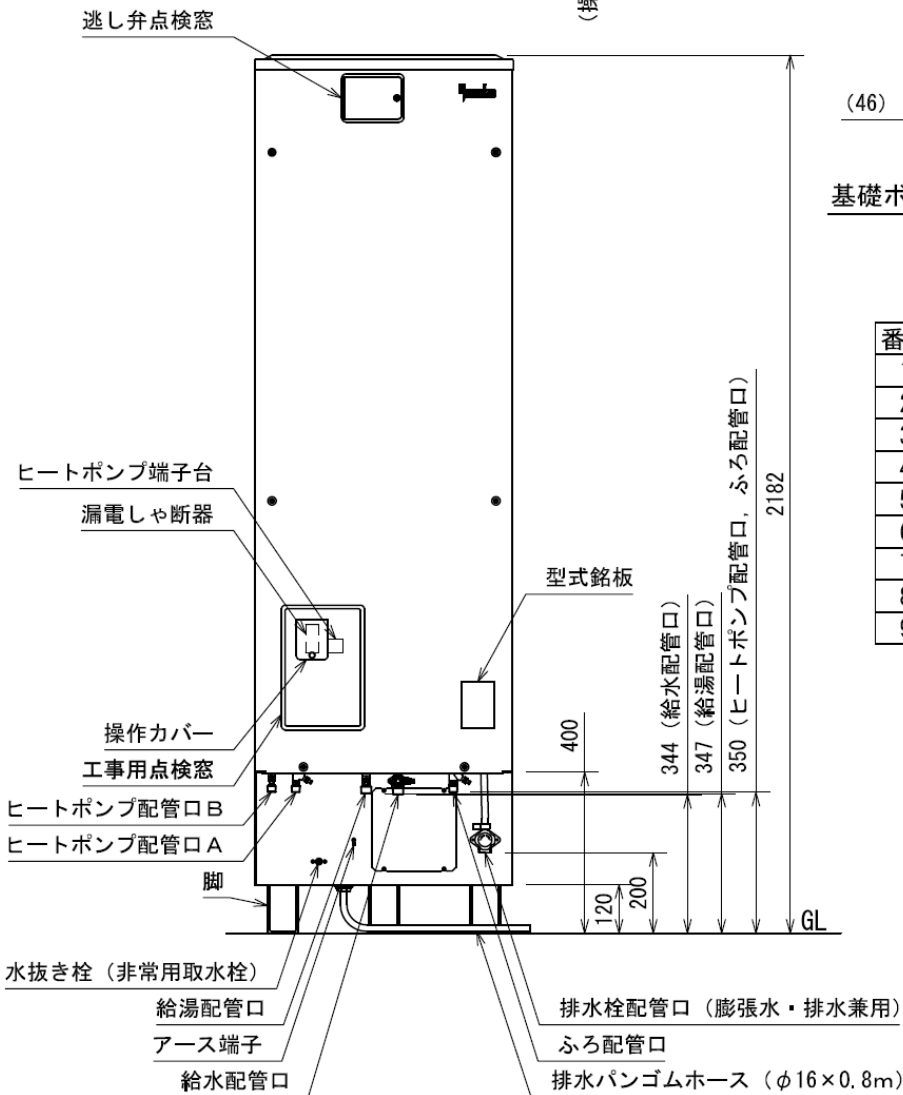 逃し弁点検窓
(46)
ヒートポンプ端子台
漏電しゃ断器
型式銘板
操作カバー
工事用点検窓
ヒートポンプ配管口B
ヒートポンプ配管口A
脚
400
120
200
344 (給水配管口)
347 (給湯配管口)
350 (ヒートポンプ配管口, ふろ配管口)
2182
GL
水抜き栓 (非常用取水栓)
給湯配管口
アース端子
給水配管口
排水栓配管口 (膨張水・排水兼用)
ふろ配管口
排水パンゴムホース (φ16×0.8m)
基礎ボ
番